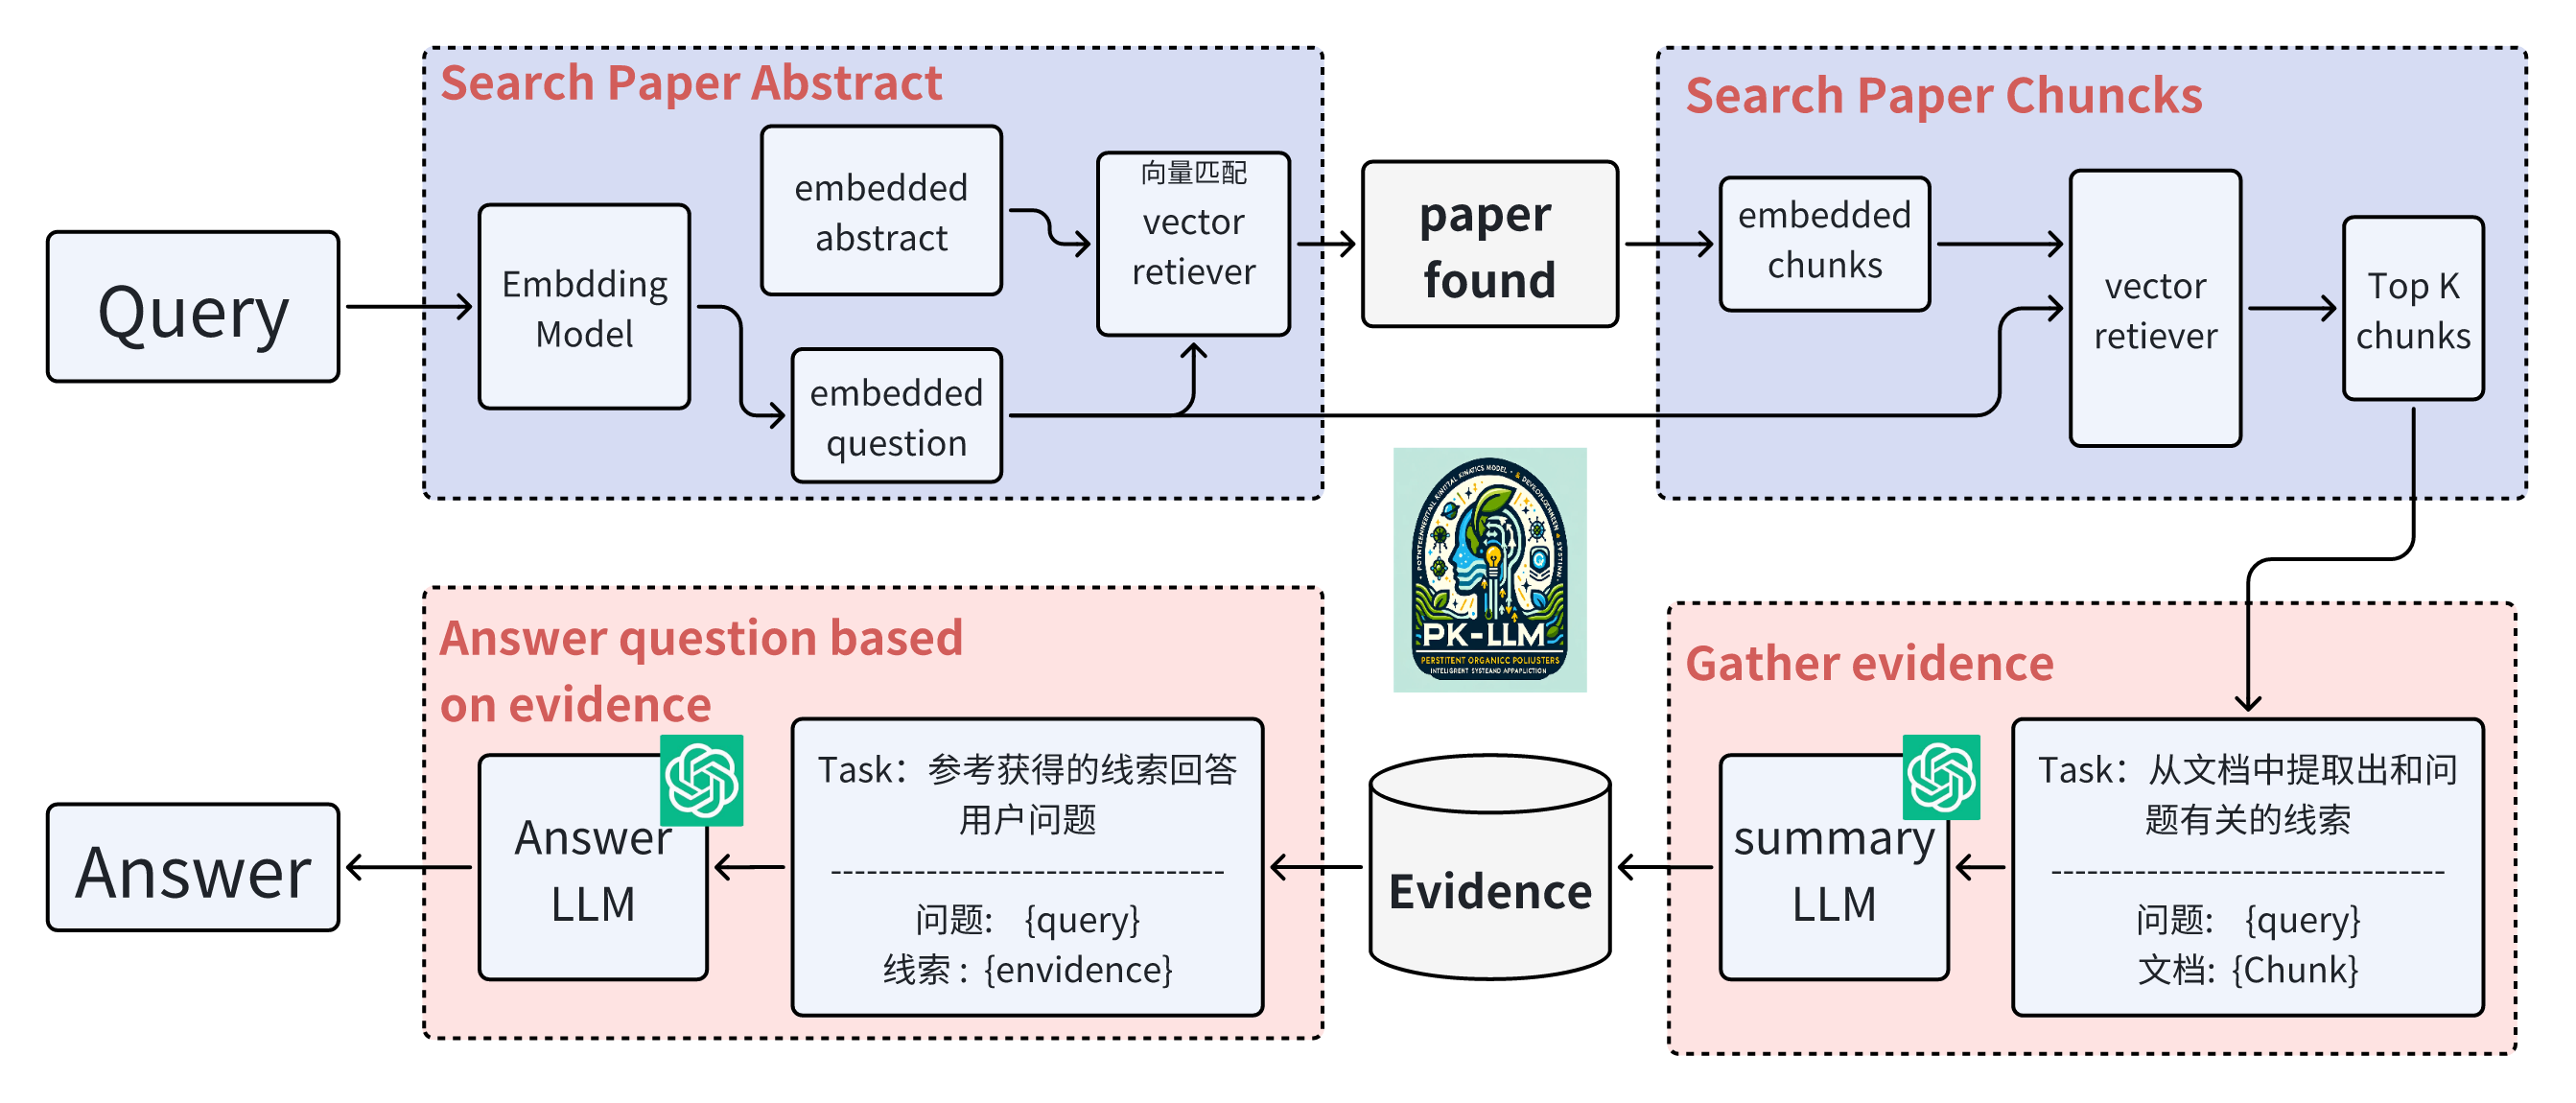 Search Paper Abstract
Search Paper Chuncks
Query
Embdding
Model
embedded
abstract
embedded
question
向量匹配
vector
retiever
paper
found
embedded
chunks
vector
retiever
Top K
chunks
PK-LLM
PERSTITENT ORGANICC POLIUSTERS
INTELIGRENT SYSTEAND APPAPLICTION
Gather evidence
Task：从文档中提取出和问
题有关的线索
---------------------------------
问题: {query}
文档: {Chunk}
summary
LLM
Evidence
Answer question based
on evidence
Task：参考获得的线索回答
用户问题
---------------------------------
问题: {query}
线索 : {envidence}
Answer
LLM
Answer